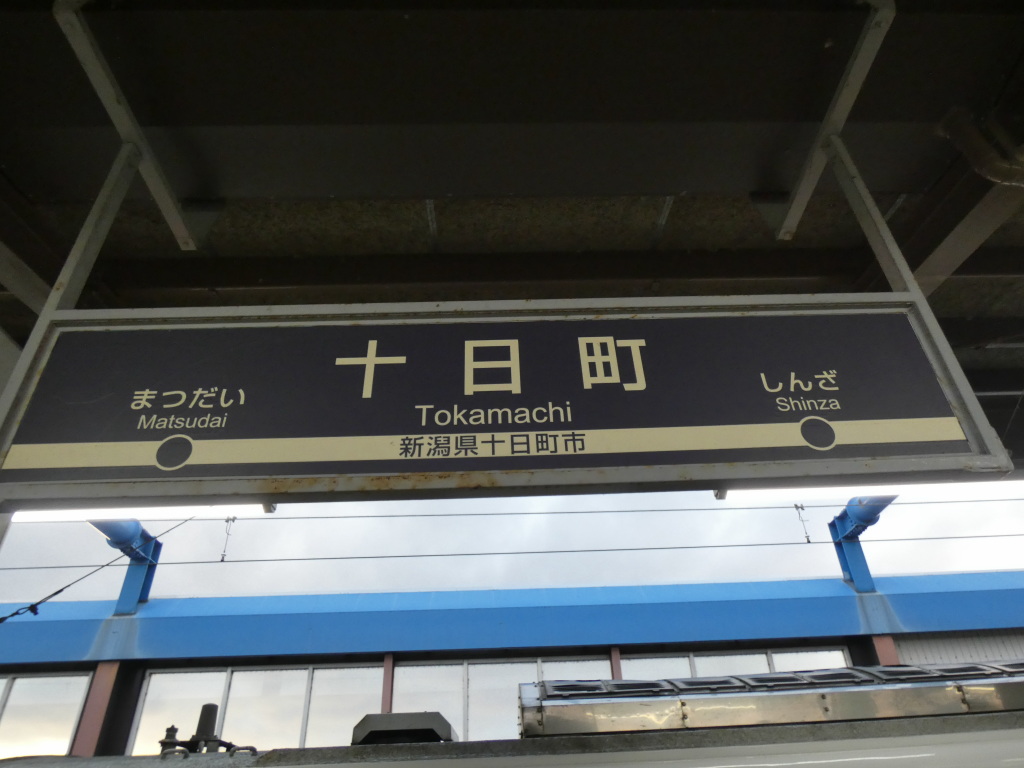 十日町
Tokamachi
まつだい
Matsudai
しんざ
Shinza
新潟県十日町市